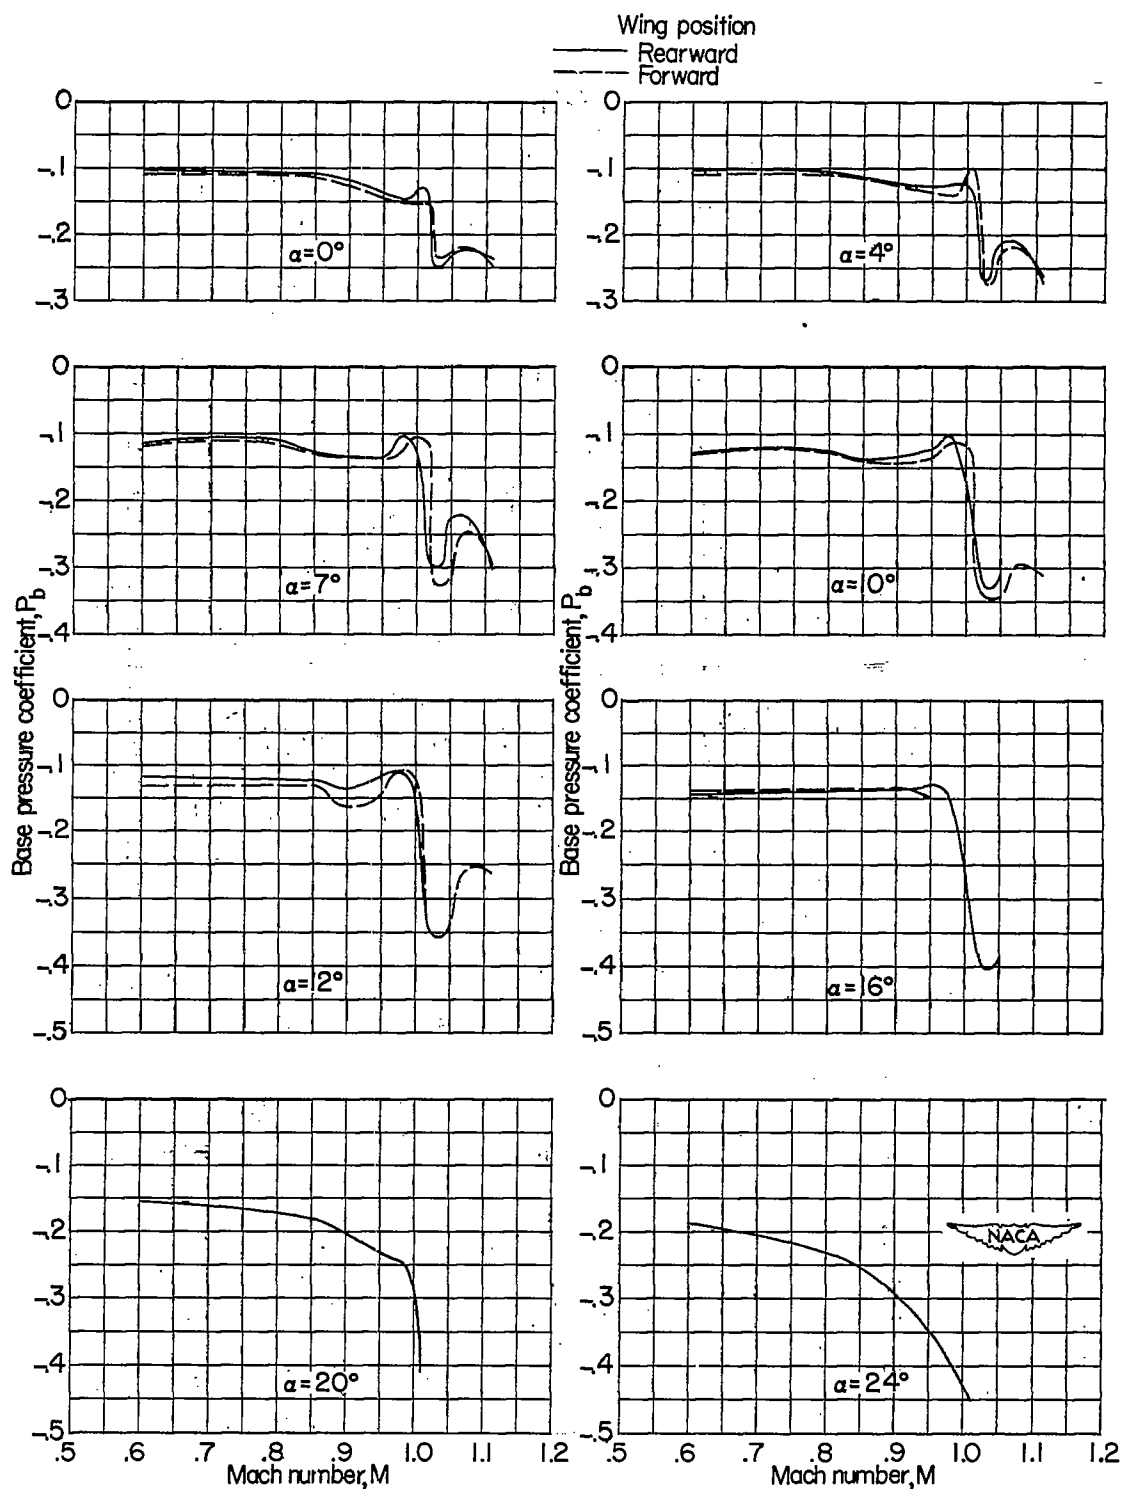 Wing position
Rearward
Forward
0
-.1
-.2
-.3
α=0°
0
-.1
-.2
-.3
α=4°
0
-.1
-.2
-.3
-.4
α=7°
0
-.1
-.2
-.3
-.4
α=10°
Base pressure coefficient, P_b
Base pressure coefficient, P_b
0
-.1
-.2
-.3
-.4
-.5
α=12°
0
-.1
-.2
-.3
-.4
-.5
α=16°
0
-.1
-.2
-.3
-.4
-.5
α=20°
.5 .6 .7 .8 .9 1.0 1.1 1.2
Mach number, M
0
-.1
-.2
-.3
-.4
-.5
NACA
α=24°
.5 .6 .7 .8 .9 1.0 1.1 1.2
Mach number, M